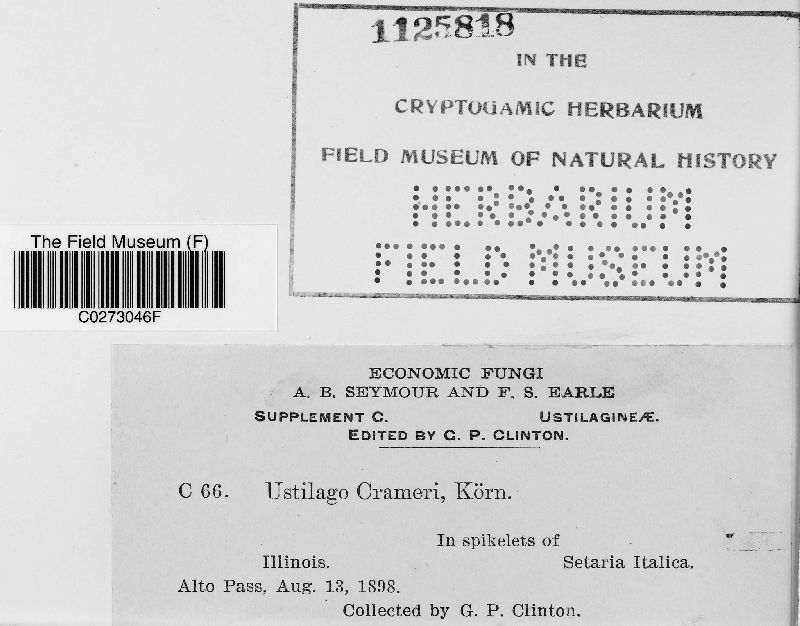 1125818
IN THE
CRYPTOGAMIC HERBARIUM
FIELD MUSEUM OF NATURAL HISTORY
HERBARIUM
FIELD MUSEUM
The Field Museum (F)
C0273046F
ECONOMIC FUNGI
A. B. SEYMOUR AND F. S. EARLE
SUPPLEMENT C. USTILAGINEÆ.
EDITED BY G. P. CLINTON.
C 66. Ustilago Crameri, Körn.
In spikelets of
Illinois. Setaria Italica.
Alto Pass, Aug. 13, 1898.
Collected by G. P. Clinton.